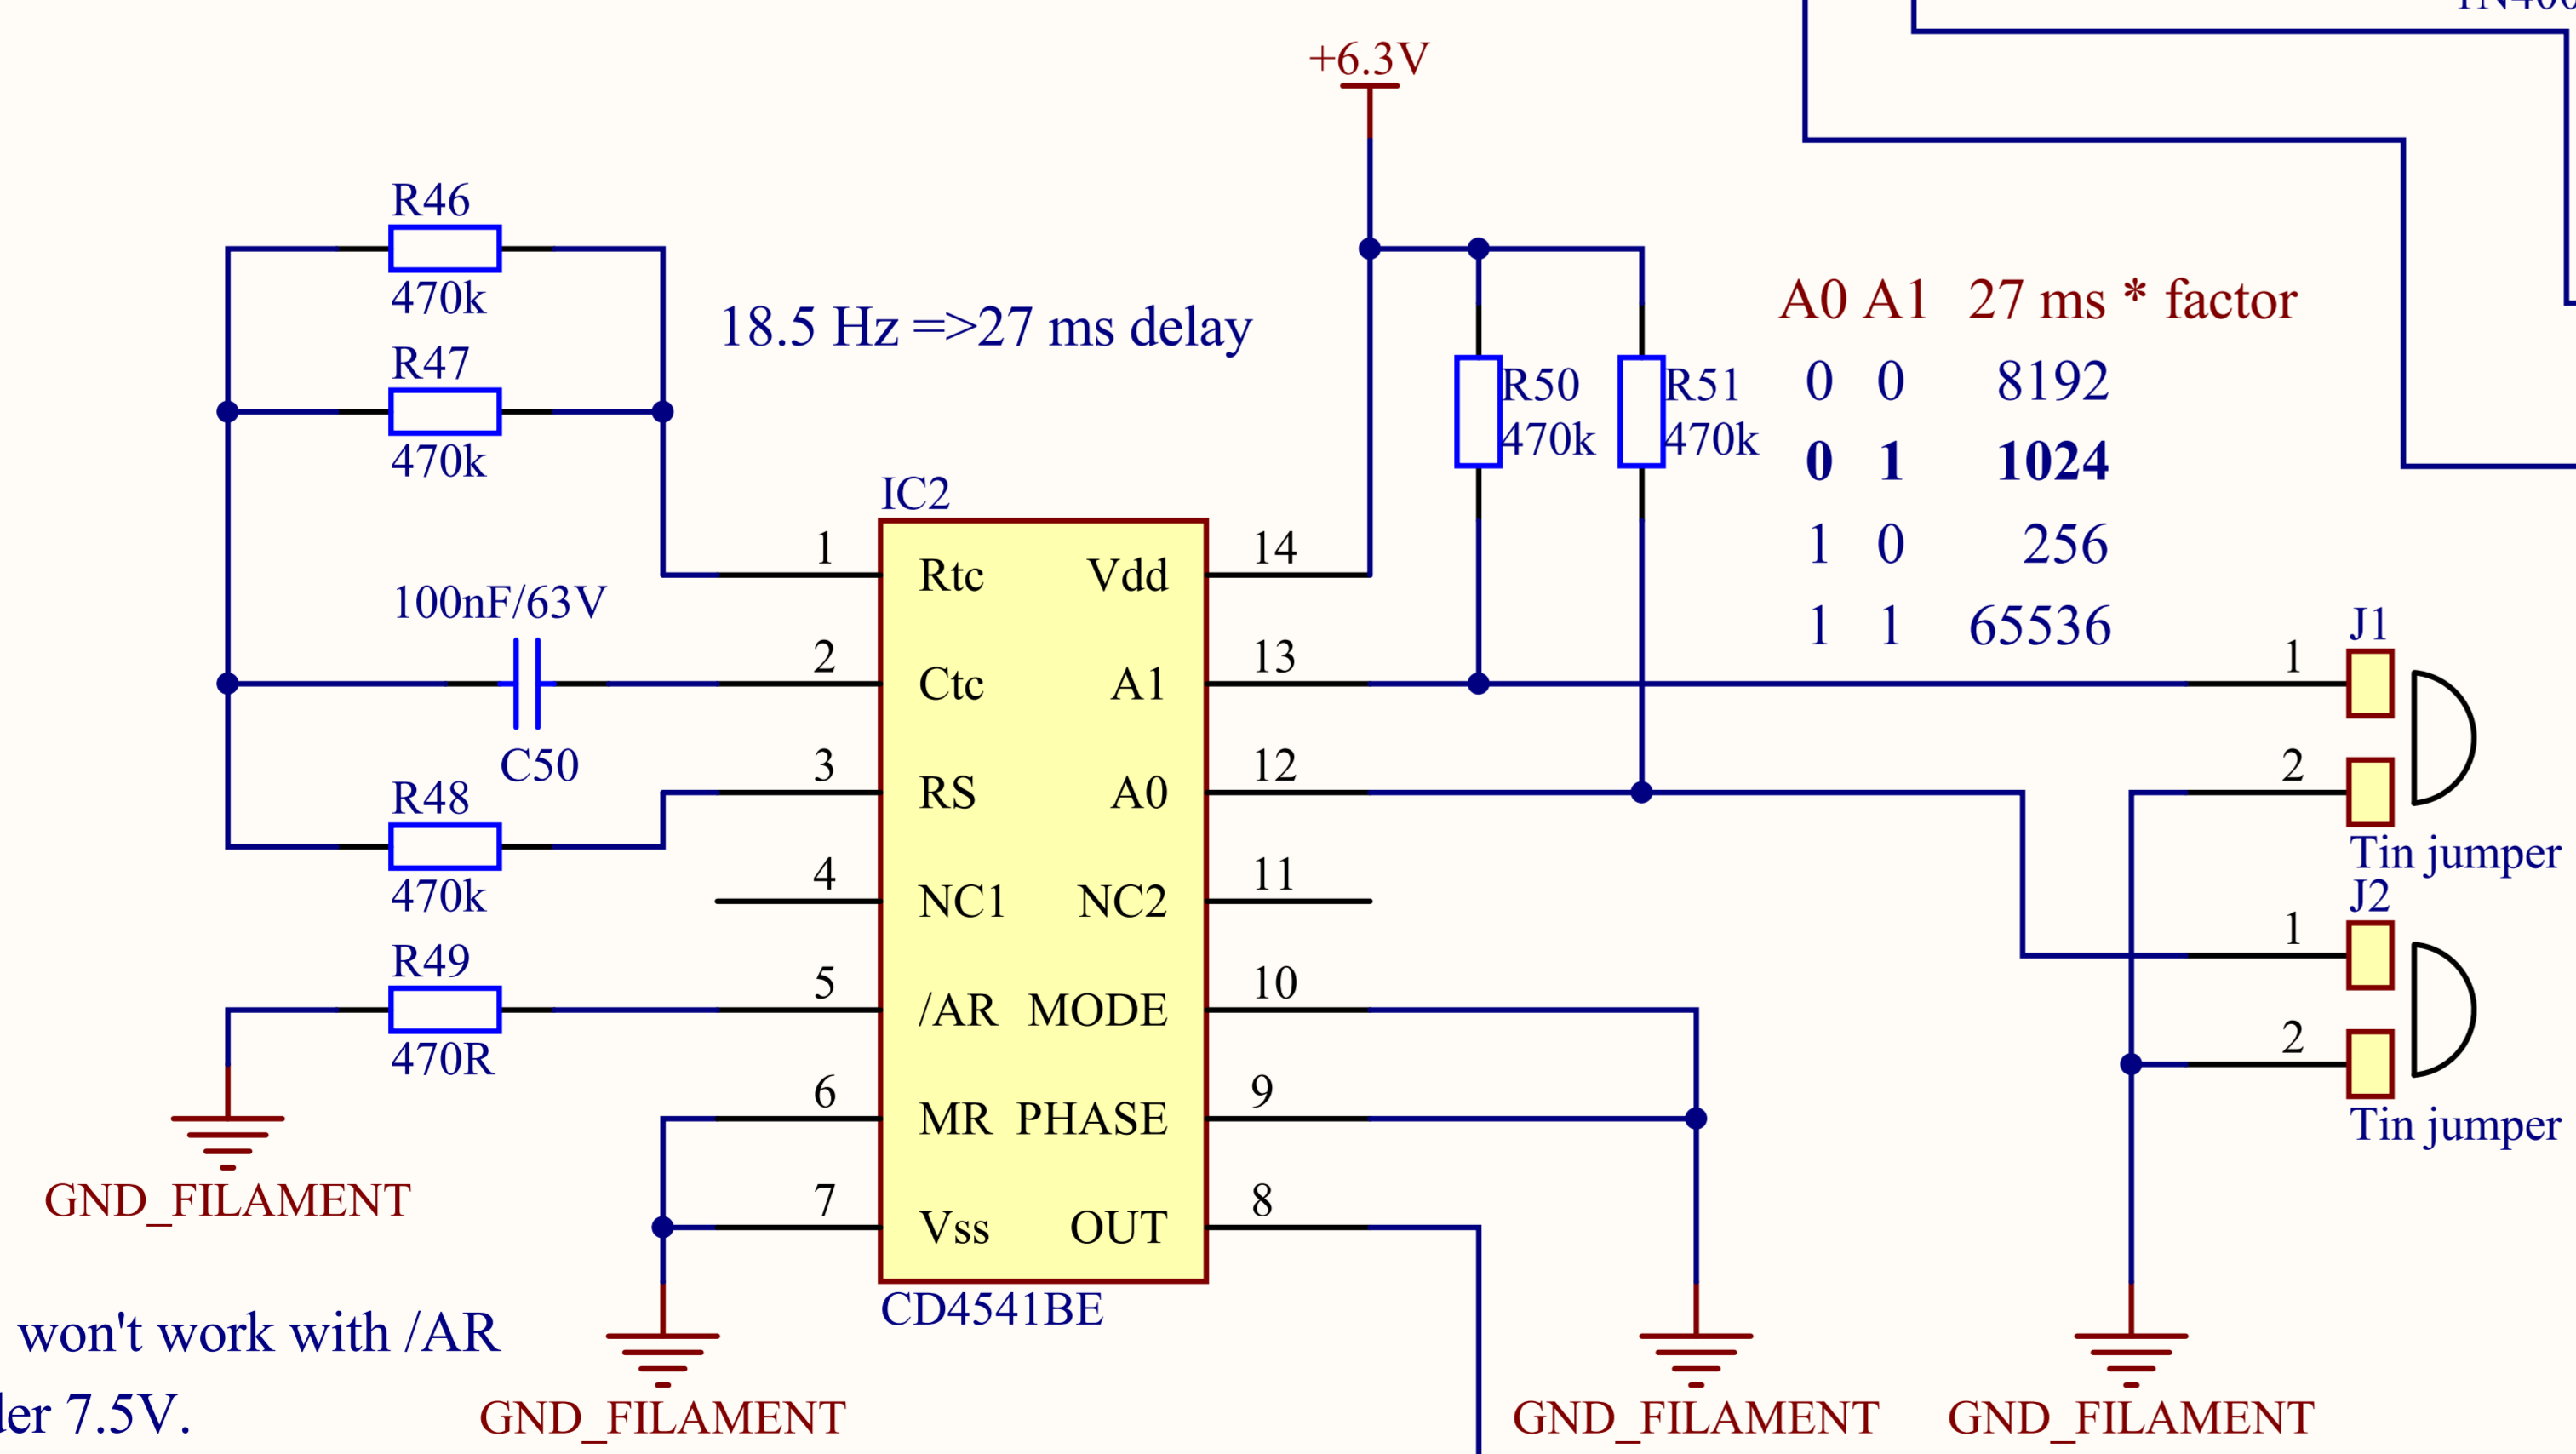 +6.3V
R46
470k
R47
470k
18.5 Hz =>27 ms delay
A0 A1 27 ms * factor
0 0 8192
0 1 1024
1 0 256
1 1 65536
R50
470k
R51
470k
IC2
100nF/63V
C50
R48
470k
R49
470R
1 Rtc Vdd 14
2 Ctc A1 13
3 RS A0 12
4 NC1 NC2 11
5 /AR MODE 10
6 MR PHASE 9
7 Vss OUT 8
CD4541BE
J1
1
2
Tin jumper
J2
1
2
Tin jumper
GND_FILAMENT
won't work with /AR
7.5V.
GND_FILAMENT
GND_FILAMENT
GND_FILAMENT